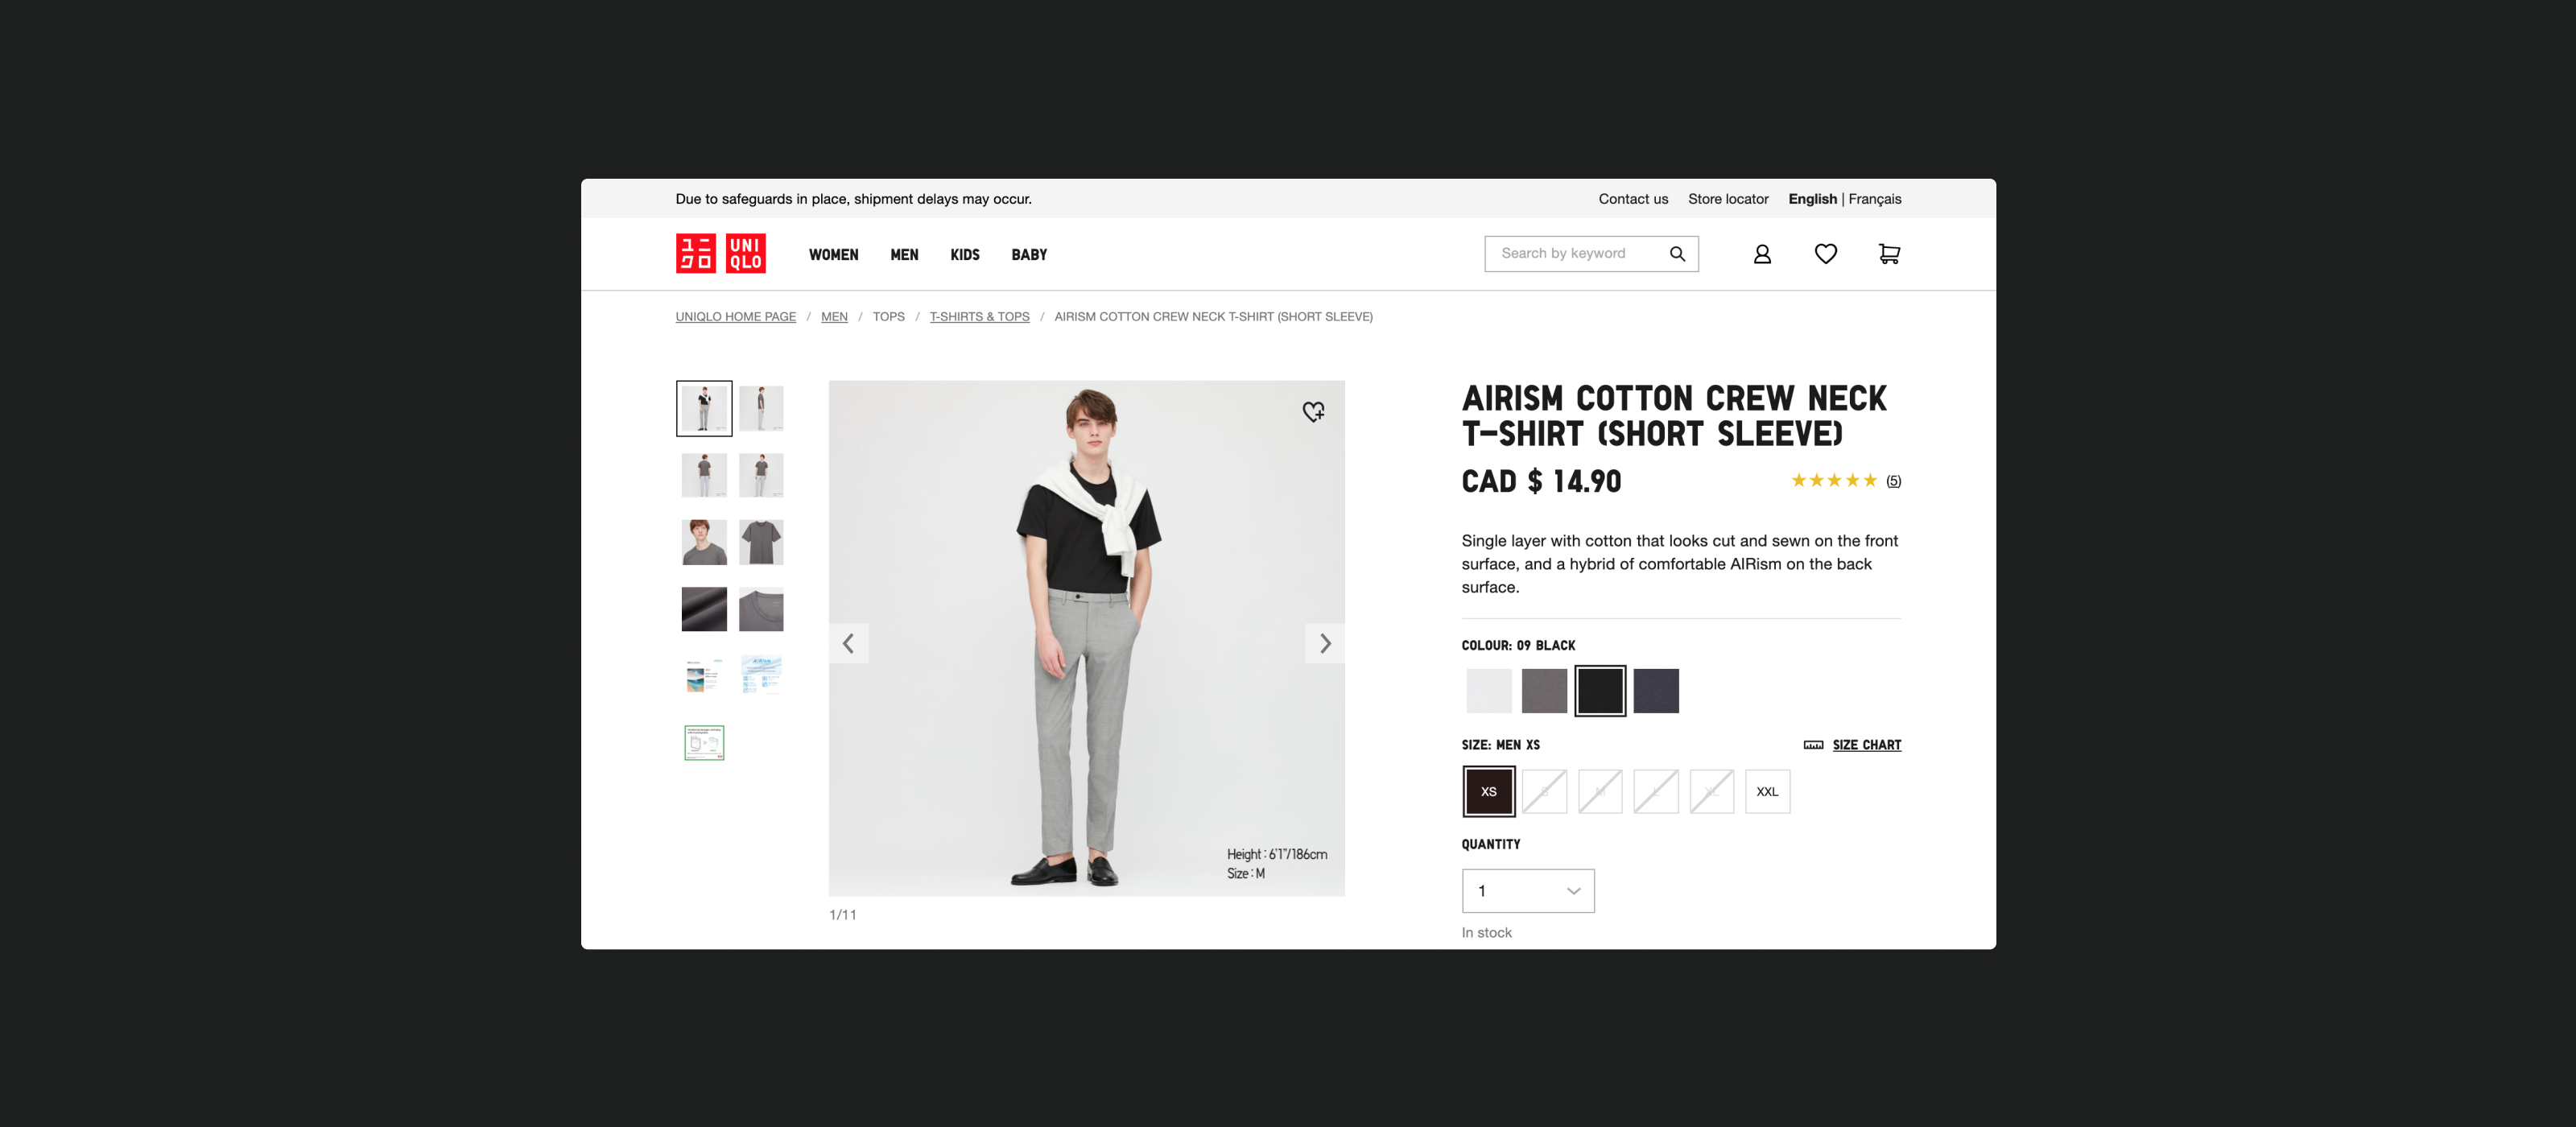 Due to safeguards in place, shipment delays may occur.
Contact us Store locator English | Français
ユニ
クロ
UNI
QLO
WOMEN MEN KIDS BABY
Search by keyword
UNIQLO HOME PAGE / MEN / TOPS / T-SHIRTS & TOPS / AIRISM COTTON CREW NECK T-SHIRT (SHORT SLEEVE)
Height : 6'1"/186cm
Size : M
1/11
AIRISM COTTON CREW NECK
T-SHIRT (SHORT SLEEVE)
CAD $ 14.90
(5)
Single layer with cotton that looks cut and sewn on the front
surface, and a hybrid of comfortable AIRism on the back
surface.
COLOUR: 09 BLACK
SIZE: MEN XS
SIZE CHART
XS S M L XL XXL
QUANTITY
1
In stock